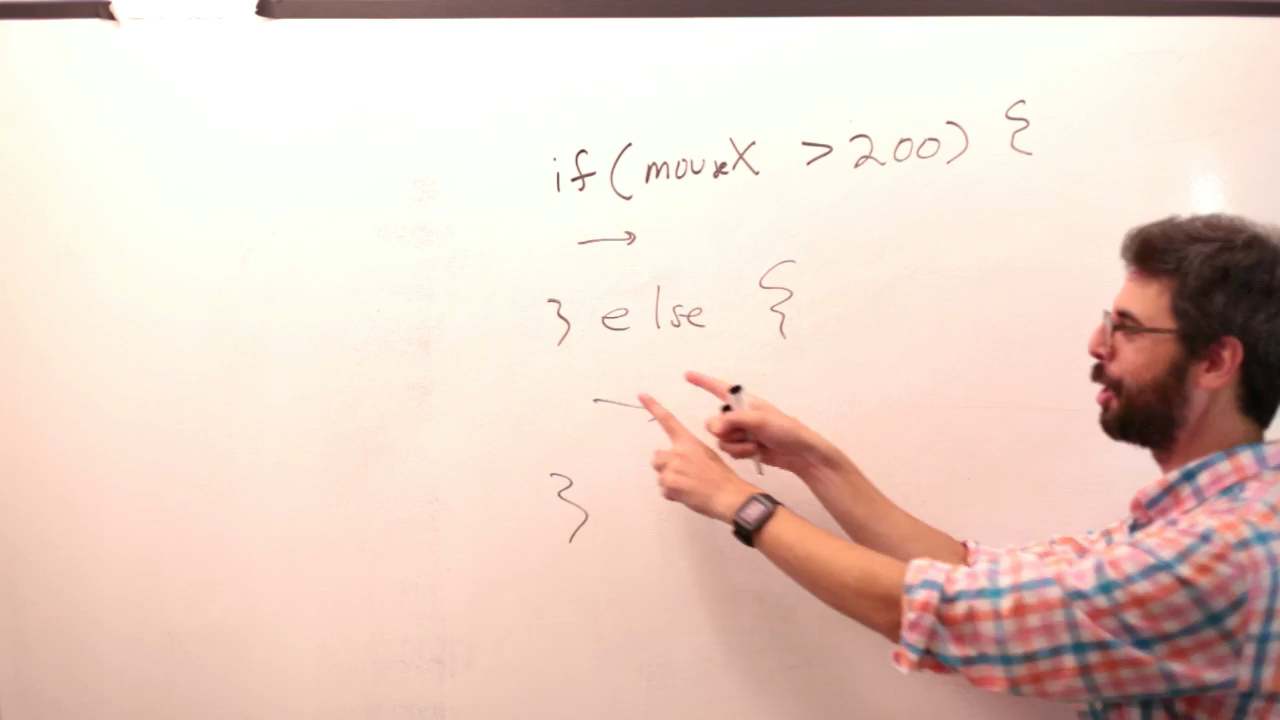 if (mouseX > 200) {
→
} else {
→
}